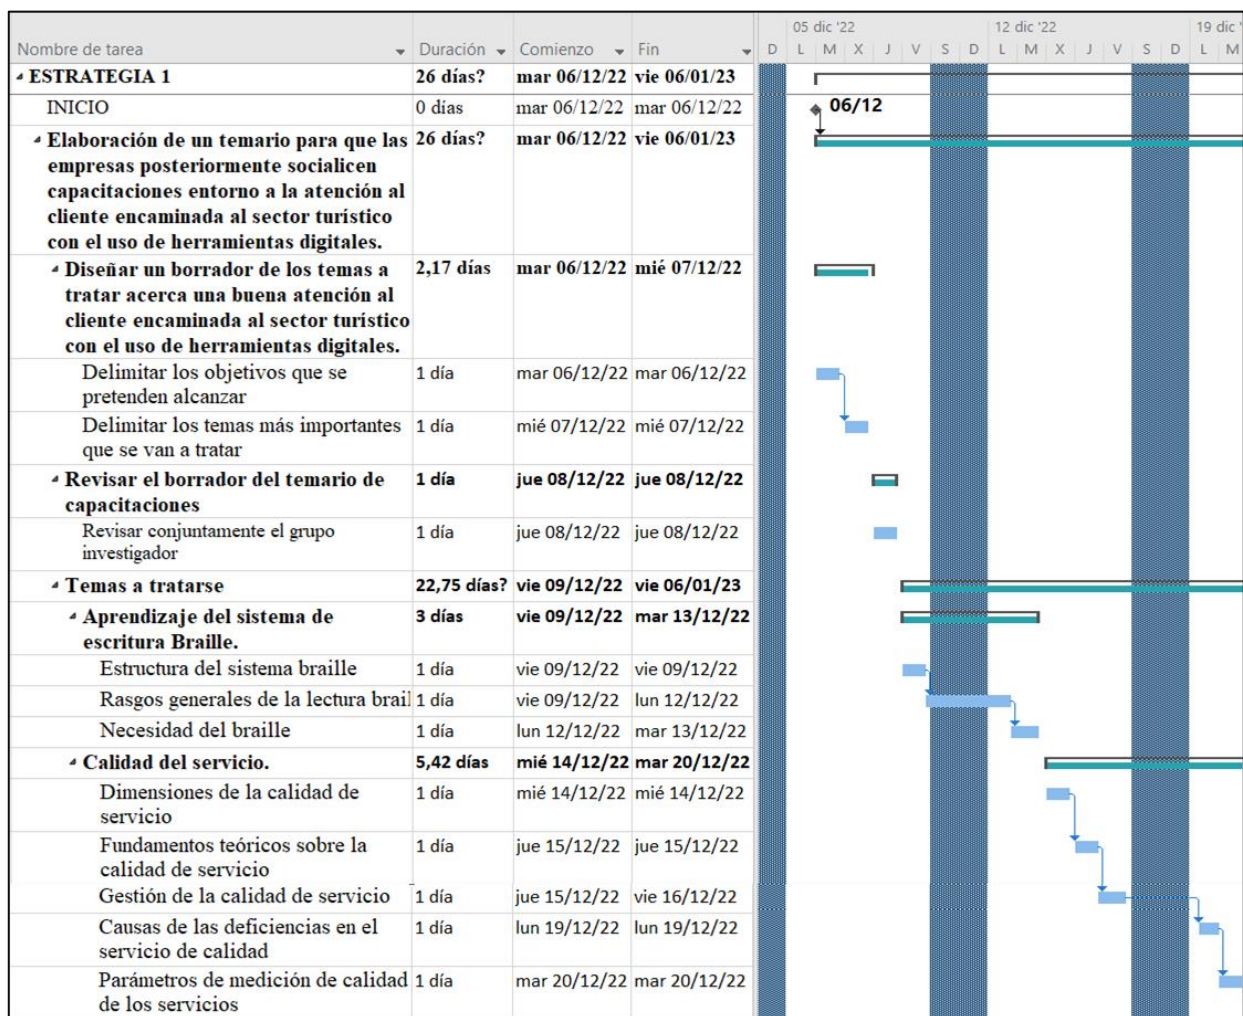 05 dic '22 12 dic '22 19 dic '
Nombre de tarea Duración Comienzo Fin D L M X J V S D L M X J V S D L M
ESTRATEGIA 1 26 días? mar 06/12/22 vie 06/01/23
INICIO 0 días mar 06/12/22 mar 06/12/22 06/12
Elaboración de un temario para que las 26 días? mar 06/12/22 vie 06/01/23
empresas posteriormente socialicen
capacitaciones entorno a la atención al
cliente encaminada al sector turístico
con el uso de herramientas digitales.
Diseñar un borrador de los temas a 2,17 días mar 06/12/22 mié 07/12/22
tratar acerca una buena atención al
cliente encaminada al sector turístico
con el uso de herramientas digitales.
Delimitar los objetivos que se 1 día mar 06/12/22 mar 06/12/22
pretenden alcanzar
Delimitar los temas más importantes 1 día mié 07/12/22 mié 07/12/22
que se van a tratar
Revisar el borrador del temario de 1 día jue 08/12/22 jue 08/12/22
capacitaciones
Revisar conjuntamente el grupo 1 día jue 08/12/22 jue 08/12/22
investigador
Temas a tratarse 22,75 días? vie 09/12/22 vie 06/01/23
Aprendizaje del sistema de 3 días vie 09/12/22 mar 13/12/22
escritura Braille.
Estructura del sistema braille 1 día vie 09/12/22 vie 09/12/22
Rasgos generales de la lectura brail 1 día vie 09/12/22 lun 12/12/22
Necesidad del braille 1 día lun 12/12/22 mar 13/12/22
Calidad del servicio. 5,42 días mié 14/12/22 mar 20/12/22
Dimensiones de la calidad de 1 día mié 14/12/22 mié 14/12/22
servicio
Fundamentos teóricos sobre la 1 día jue 15/12/22 jue 15/12/22
calidad de servicio
Gestión de la calidad de servicio 1 día jue 15/12/22 vie 16/12/22
Causas de las deficiencias en el 1 día lun 19/12/22 lun 19/12/22
servicio de calidad
Parámetros de medición de calidad 1 día mar 20/12/22 mar 20/12/22
de los servicios